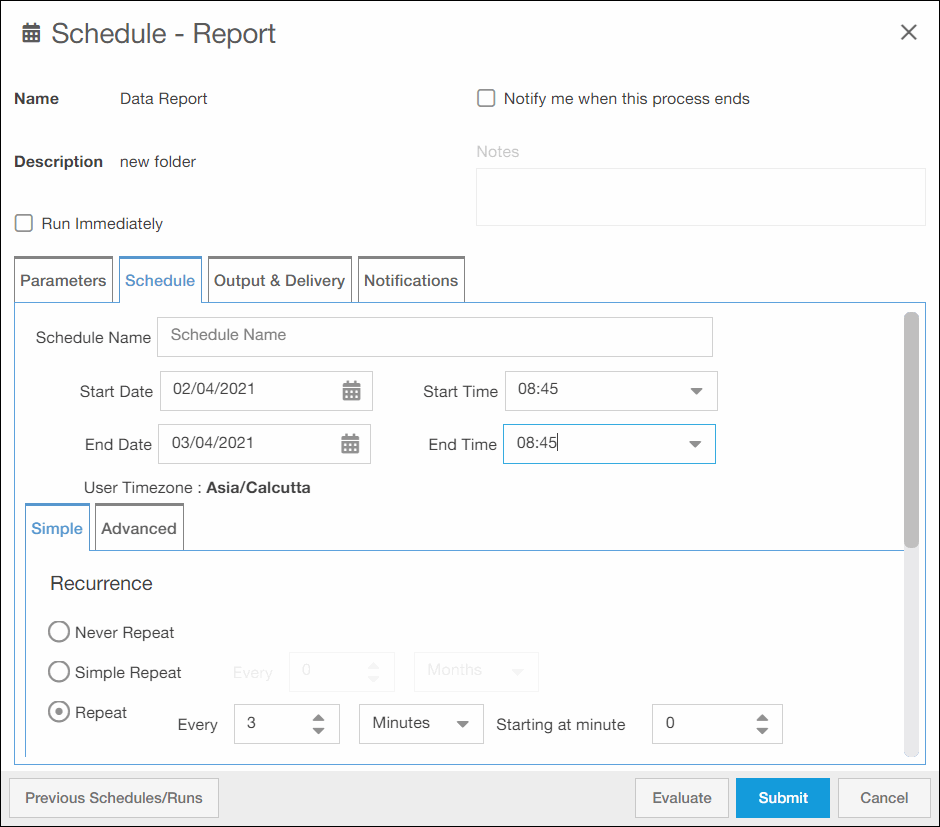 Schedule - Report
Name Data Report
Notify me when this process ends
Description new folder
Notes
Run Immediately
Parameters Schedule Output & Delivery Notifications
Schedule Name Schedule Name
Start Date 02/04/2021 Start Time 08:45
End Date 03/04/2021 End Time 08:45
User Timezone : Asia/Calcutta
Simple Advanced
Recurrence
Never Repeat
Simple Repeat Every 0 Months
Repeat Every 3 Minutes Starting at minute 0
Previous Schedules/Runs Evaluate Submit Cancel